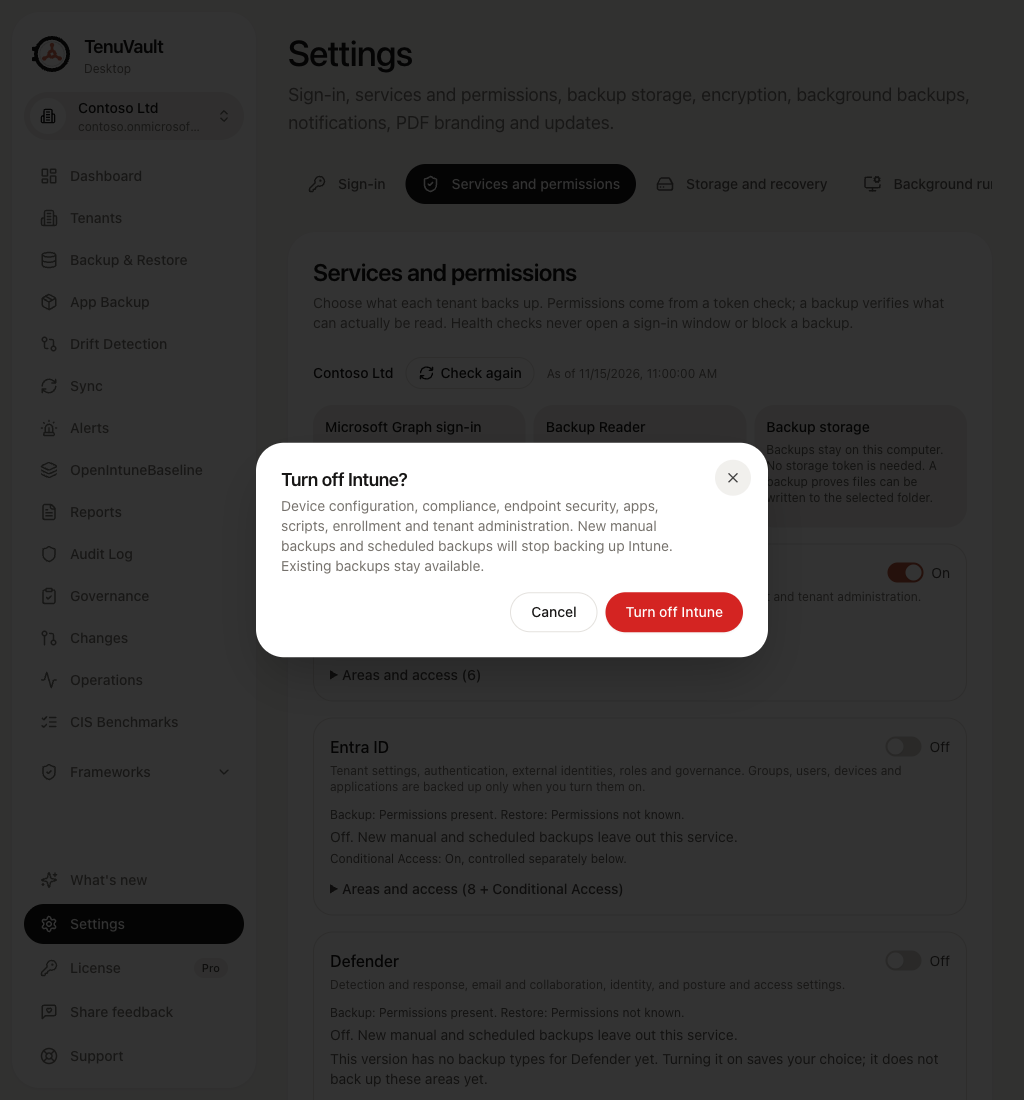 TenuVault
Desktop
Contoso Ltd
contoso.onmicrosof...
Dashboard
Tenants
Backup & Restore
App Backup
Drift Detection
Sync
Alerts
OpenIntuneBaseline
Reports
Audit Log
Governance
Changes
Operations
CIS Benchmarks
Frameworks
What's new
Settings
License Pro
Share feedback
Support
Settings
Sign-in, services and permissions, backup storage, encryption, background backups,
notifications, PDF branding and updates.
Sign-in Services and permissions Storage and recovery Background ru
Services and permissions
Choose what each tenant backs up. Permissions come from a token check; a backup verifies what
can actually be read. Health checks never open a sign-in window or block a backup.
Contoso Ltd Check again As of 11/15/2026, 11:00:00 AM
Microsoft Graph sign-in
Backup Reader
Backup storage
Backups stay on this computer.
No storage token is needed. A
backup proves files can be
written to the selected folder.
Turn off Intune?
Device configuration, compliance, endpoint security, apps,
scripts, enrollment and tenant administration. New manual
backups and scheduled backups will stop backing up Intune.
Existing backups stay available.
Cancel Turn off Intune
On
and tenant administration.
Areas and access (6)
Entra ID Off
Tenant settings, authentication, external identities, roles and governance. Groups, users, devices and
applications are backed up only when you turn them on.
Backup: Permissions present. Restore: Permissions not known.
Off. New manual and scheduled backups leave out this service.
Conditional Access: On, controlled separately below.
Areas and access (8 + Conditional Access)
Defender Off
Detection and response, email and collaboration, identity, and posture and access settings.
Backup: Permissions present. Restore: Permissions not known.
Off. New manual and scheduled backups leave out this service.
This version has no backup types for Defender yet. Turning it on saves your choice; it does not
back up these areas yet.